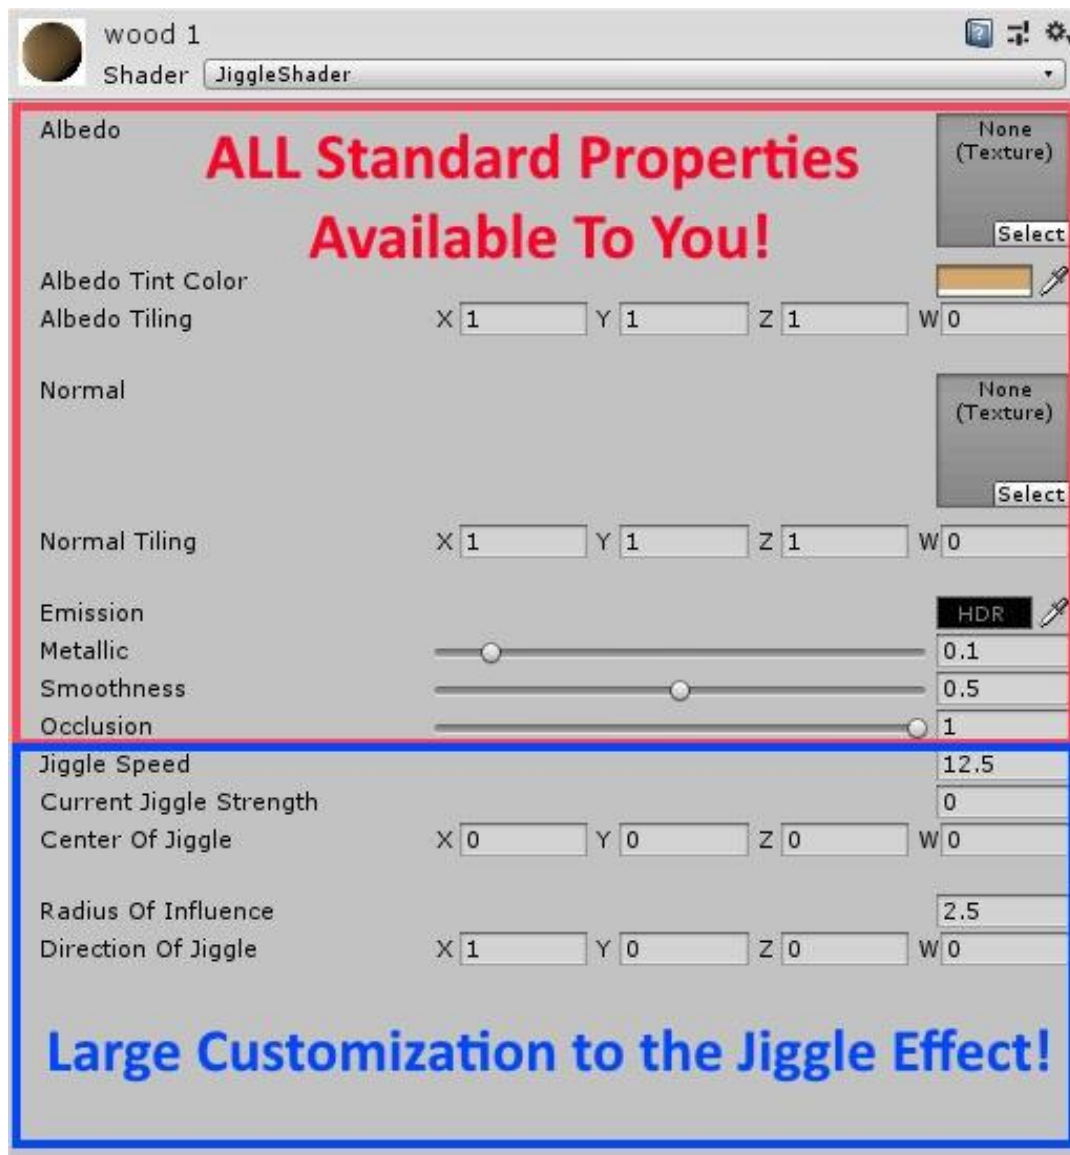 wood 1
Shader JiggleShader
Albedo None
(Texture)
ALL Standard Properties
Available To You!
Select
Albedo Tint Color
Albedo Tiling X 1 Y 1 Z 1 W 0
Normal None
(Texture)
Select
Normal Tiling X 1 Y 1 Z 1 W 0
Emission HDR
Metallic 0.1
Smoothness 0.5
Occlusion 1
Jiggle Speed 12.5
Current Jiggle Strength 0
Center Of Jiggle X 0 Y 0 Z 0 W 0
Radius Of Influence 2.5
Direction Of Jiggle X 1 Y 0 Z 0 W 0
Large Customization to the Jiggle Effect!